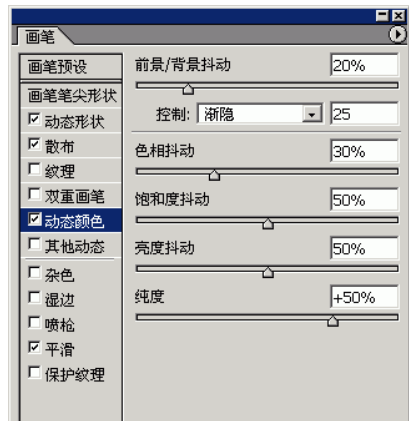 画笔
画笔预设
画笔笔尖形状
动态形状
散布
纹理
双重画笔
动态颜色
其他动态
杂色
湿边
喷枪
平滑
保护纹理
前景/背景抖动 20%
控制: 渐隐 25
色相抖动 30%
饱和度抖动 50%
亮度抖动 50%
纯度 +50%